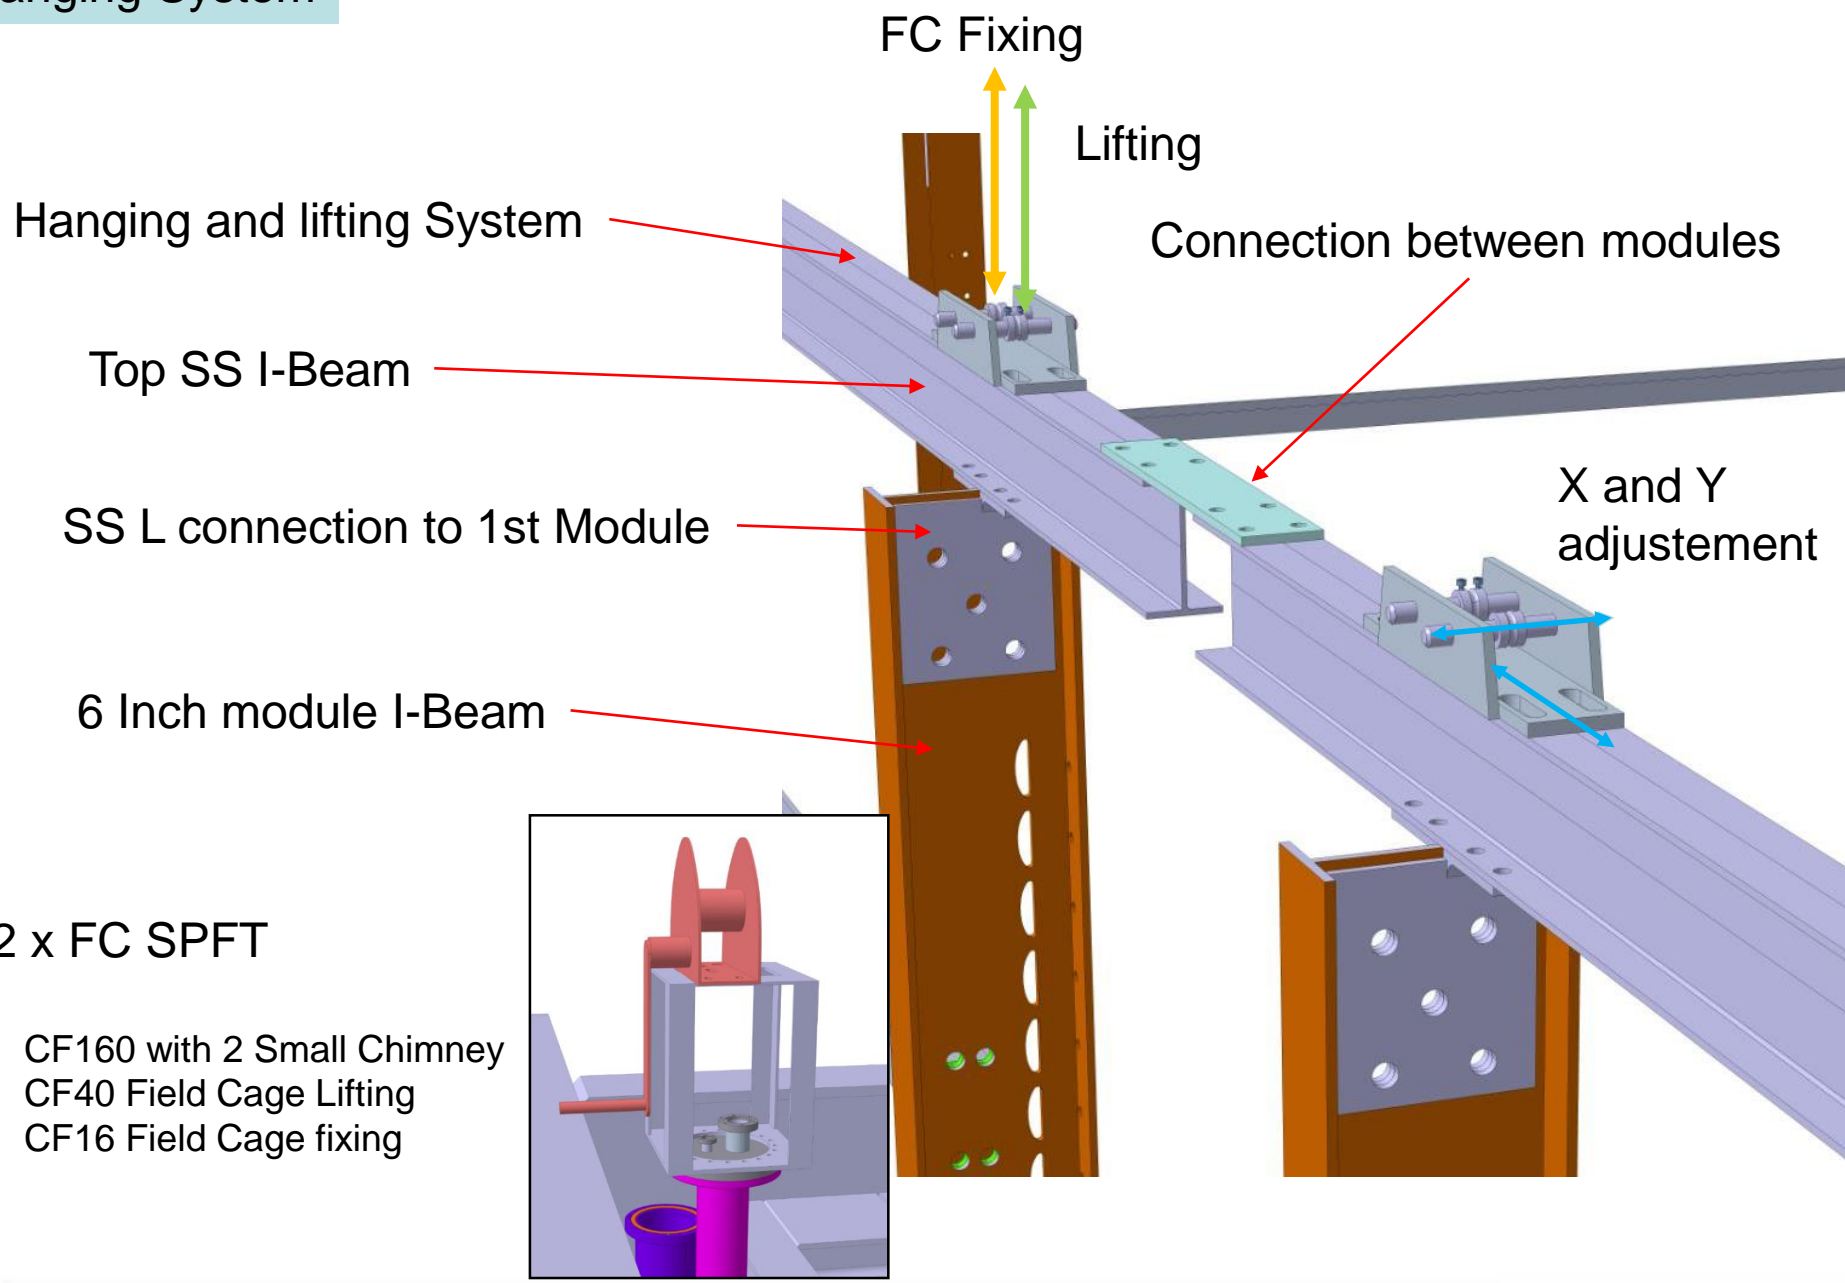 anging System
FC Fixing
Lifting
Hanging and lifting System
Connection between modules
Top SS I-Beam
X and Y
adjustement
SS L connection to 1st Module
6 Inch module I-Beam
2 x FC SPFT
CF160 with 2 Small Chimney
CF40 Field Cage Lifting
CF16 Field Cage fixing